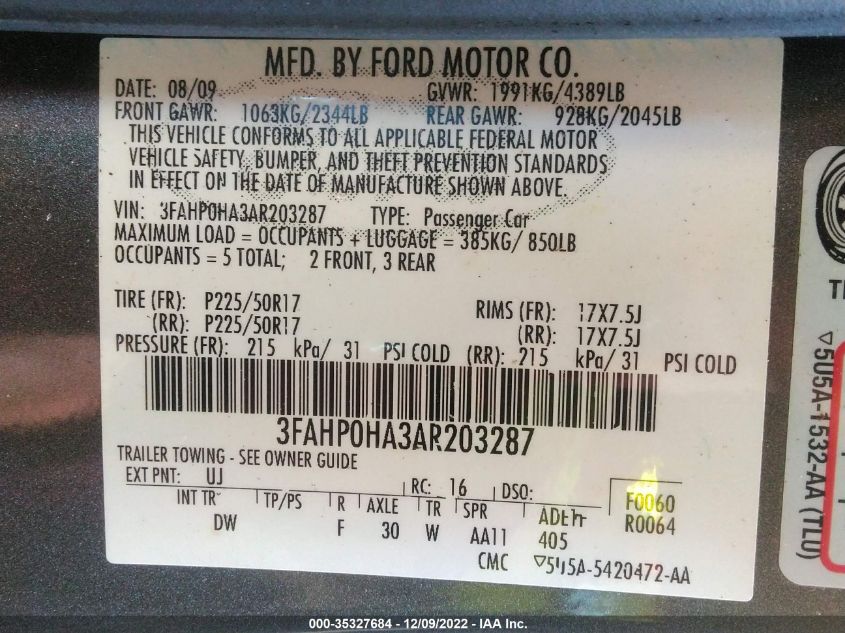 MFD. BY FORD MOTOR CO.
DATE: 08/09 GVWR: 1991KG/4389LB
FRONT GAWR: 1063KG/2344LB REAR GAWR: 928KG/2045LB
THIS VEHICLE CONFORMS TO ALL APPLICABLE FEDERAL MOTOR
VEHICLE SAFETY, BUMPER, AND THEFT PREVENTION STANDARDS
IN EFFECT ON THE DATE OF MANUFACTURE SHOWN ABOVE.
VIN: 3FAHP0HA3AR203287 TYPE: Passenger Car
MAXIMUM LOAD = OCCUPANTS + LUGGAGE = 385KG/ 850LB
OCCUPANTS = 5 TOTAL; 2 FRONT, 3 REAR
TIRE (FR): P225/50R17 RIMS (FR): 17X7.5J
(RR): P225/50R17 (RR): 17X7.5J
PRESSURE (FR): 215 kPa/ 31 PSI COLD (RR): 215 kPa/ 31 PSI COLD
3FAHP0HA3AR203287
TRAILER TOWING - SEE OWNER GUIDE
EXT PNT: UJ RC: 16 DSO: F0060
INT TR TP/PS R AXLE TR SPR R0064
DW F 30 W AA11 405
CMC ▽5U5A-5420472-AA
▽5U5A-1532-AA (TLU)
000-35327684 - 12/09/2022 - IAA Inc.